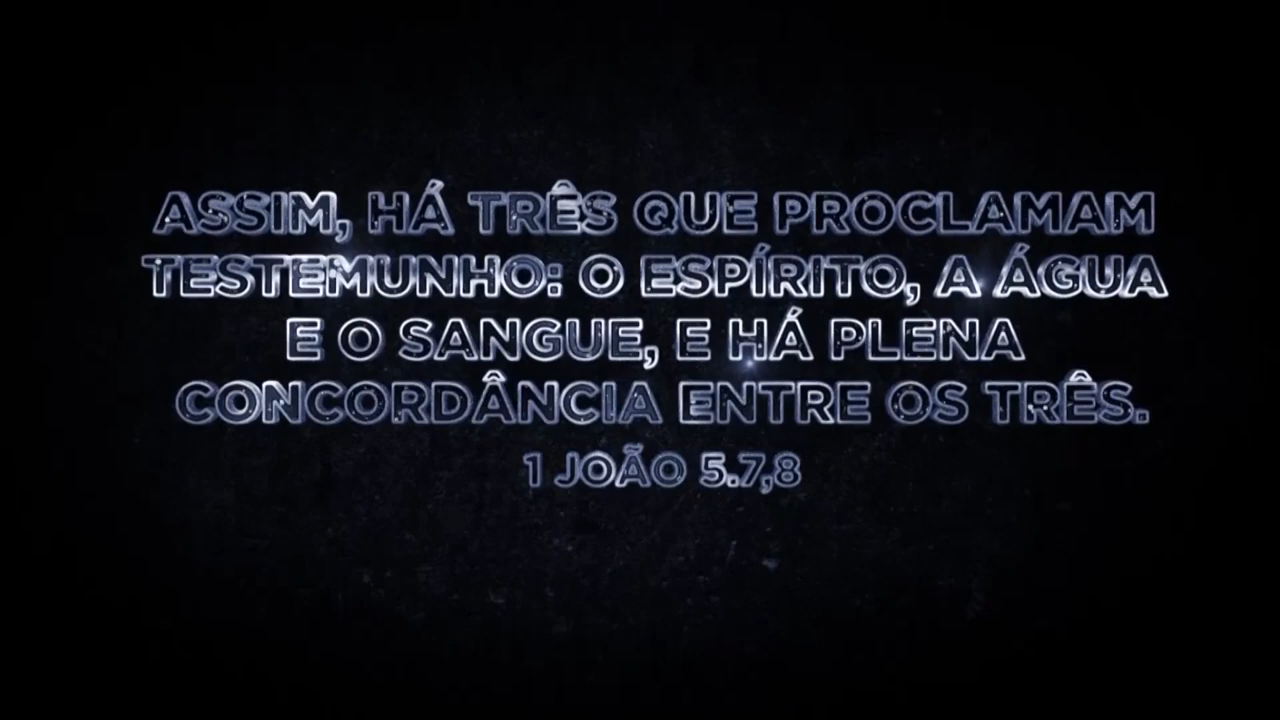 ASSIM, HÁ TRÊS QUE PROCLAMAM
TESTEMUNHO: O ESPÍRITO, A ÁGUA
E O SANGUE, E HÁ PLENA
CONCORDÂNCIA ENTRE OS TRÊS.
1 JOÃO 5.7,8